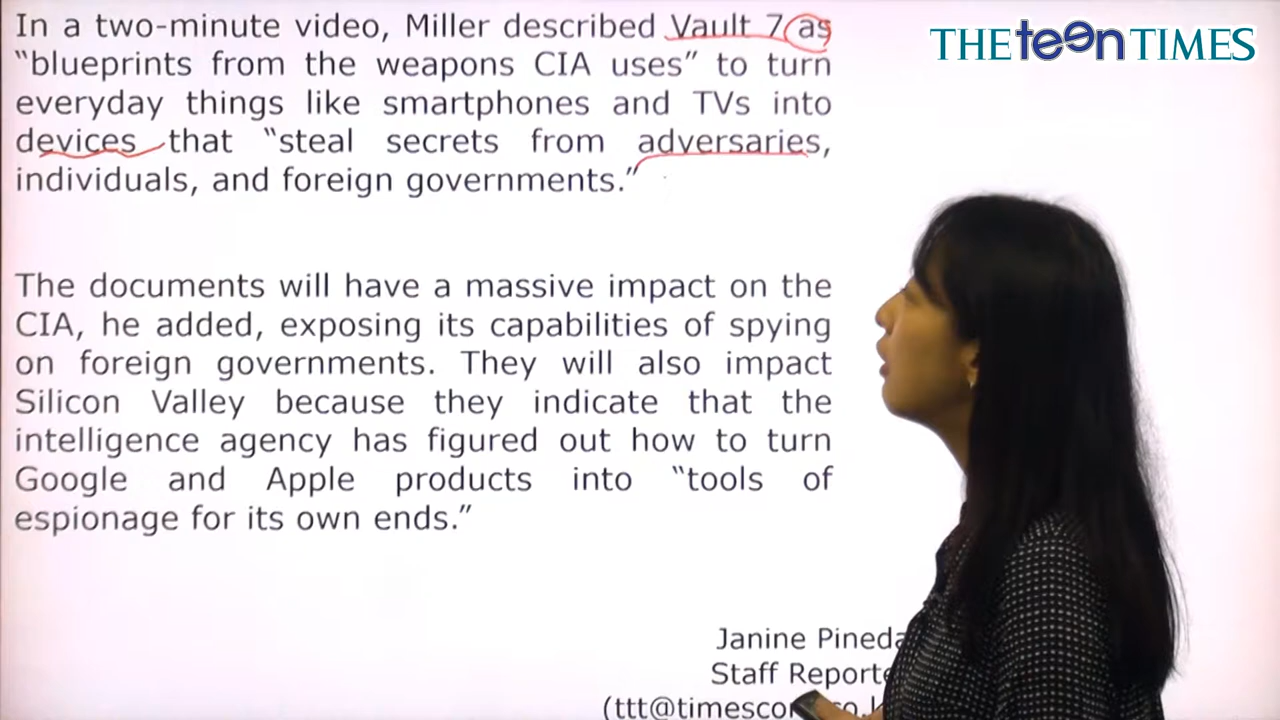 In a two-minute video, Miller described Vault 7 as
“blueprints from the weapons CIA uses” to turn
everyday things like smartphones and TVs into
devices that “steal secrets from adversaries,
individuals, and foreign governments.”
The documents will have a massive impact on the
CIA, he added, exposing its capabilities of spying
on foreign governments. They will also impact
Silicon Valley because they indicate that the
intelligence agency has figured out how to turn
Google and Apple products into “tools of
espionage for its own ends.”
Janine Pineda
Staff Reporte
THE teen TIMES